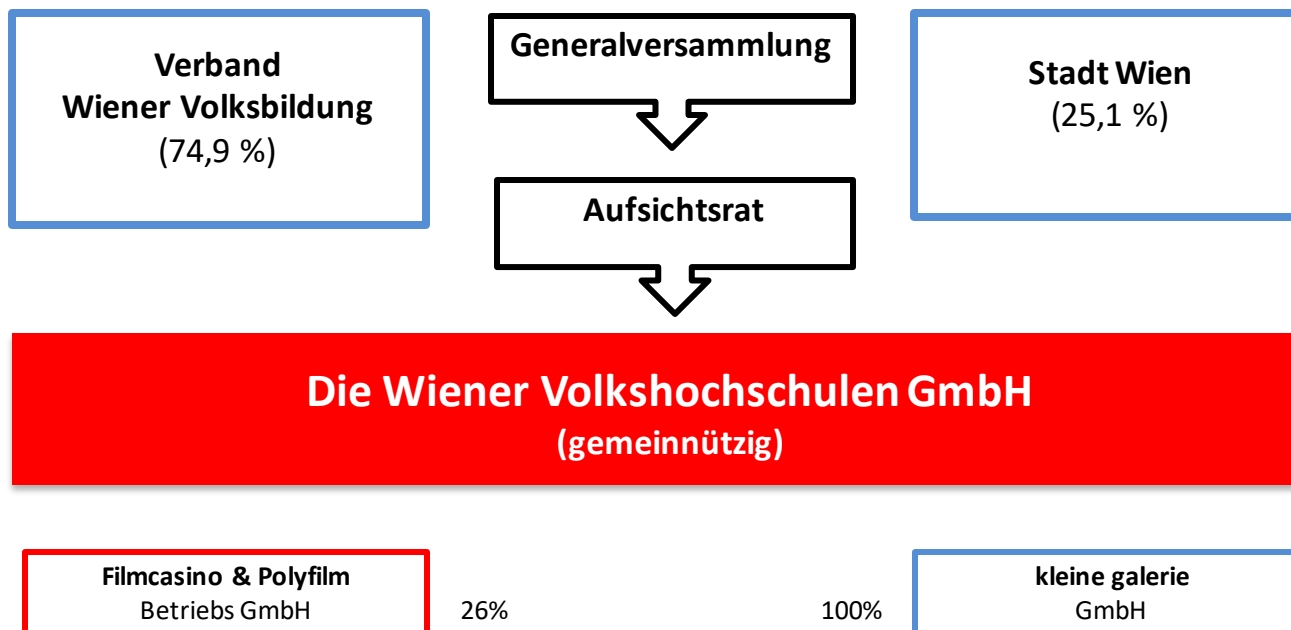 Verband
Wiener Volksbildung
(74,9 %)
Generalversammlung
Stadt Wien
(25,1 %)
Aufsichtsrat
Die Wiener Volkshochschulen GmbH
(gemeinnützig)
Filmcasino & Polyfilm
Betriebs GmbH
26%
100%
kleine galerie
GmbH